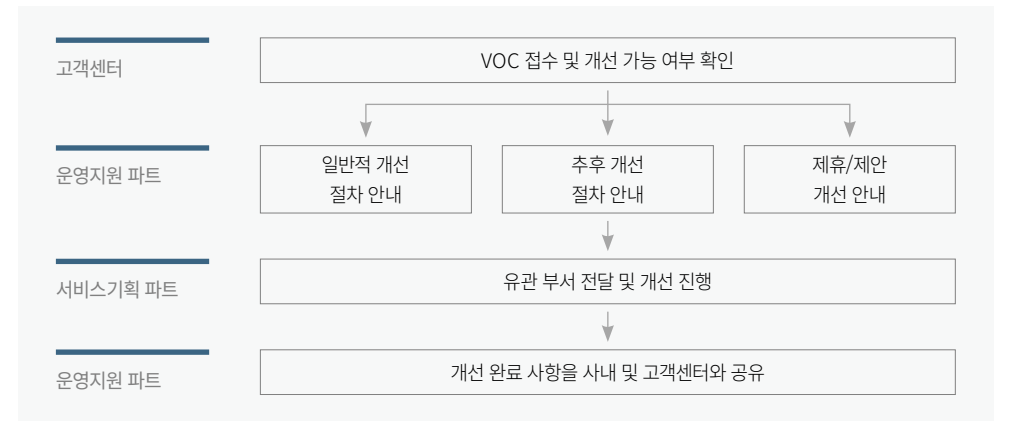 고객센터
VOC 접수 및 개선 가능 여부 확인
운영지원 파트
일반적 개선
절차 안내
추후 개선
절차 안내
제휴/제안
개선 안내
서비스기획 파트
유관 부서 전달 및 개선 진행
운영지원 파트
개선 완료 사항을 사내 및 고객센터와 공유